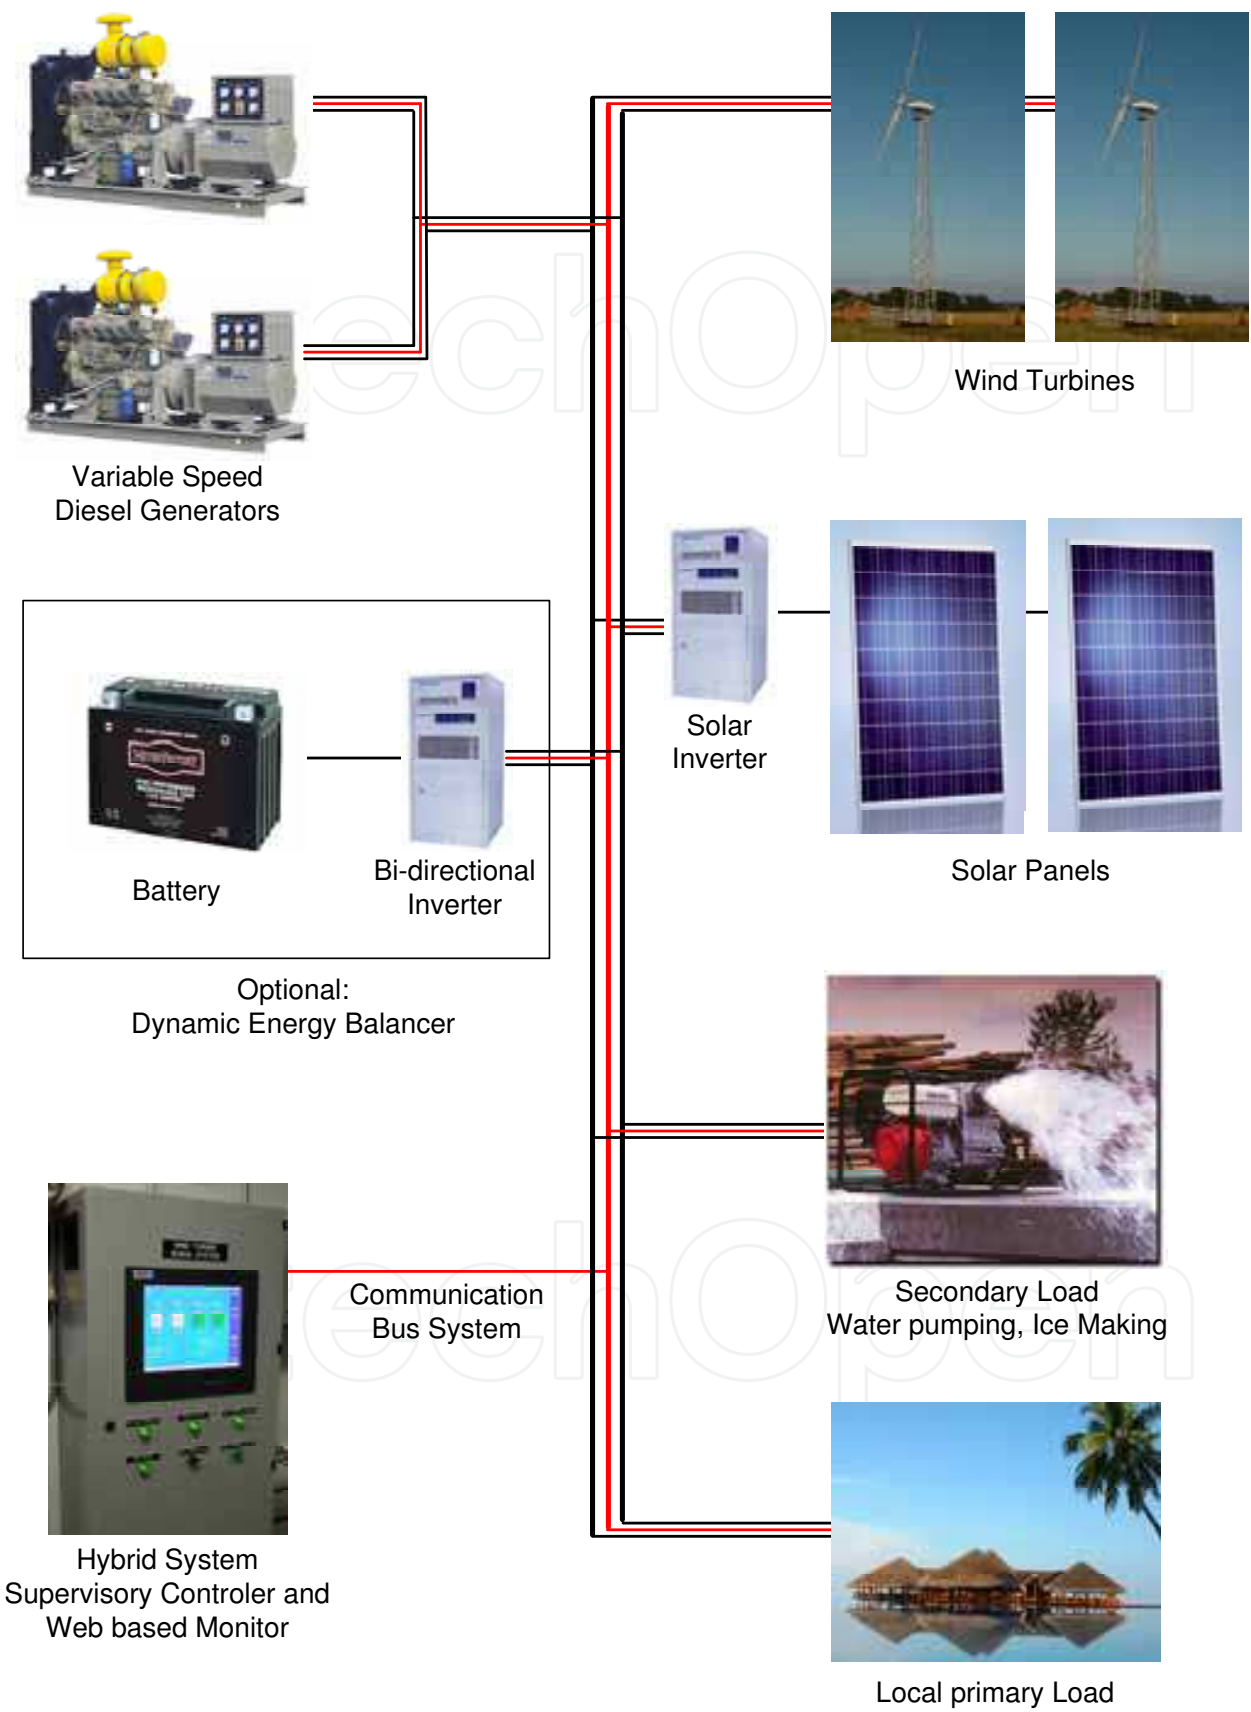 Wind Turbines
Variable Speed
Diesel Generators
Solar
Inverter
Solar Panels
Battery
Bi-directional
Inverter
Optional:
Dynamic Energy Balancer
Communication
Bus System
Secondary Load
Water pumping, Ice Making
Hybrid System
Supervisory Controler and
Web based Monitor
Local primary Load